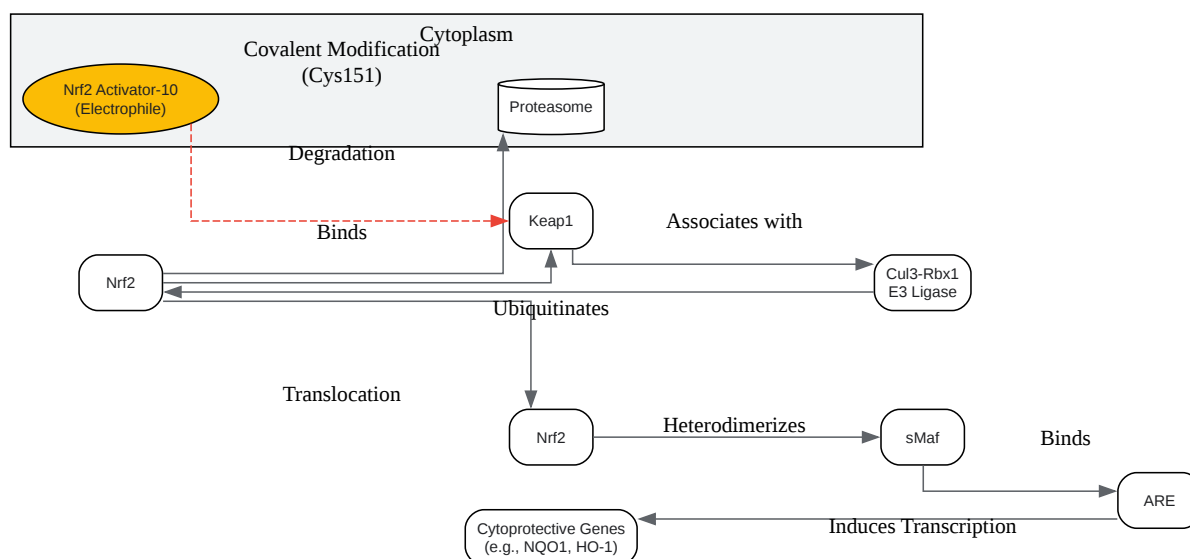 Cytoplasm
Covalent Modification
(Cys151)
Nrf2 Activator-10
(Electrophile)
Proteasome
Degradation
Keap1
Associates with
Binds
Nrf2
Cul3-Rbx1
E3 Ligase
Ubiquitinates
Translocation
Nrf2
Heterodimerizes
sMaf
Binds
ARE
Cytoprotective Genes
(e.g., NQO1, HO-1)
Induces Transcription